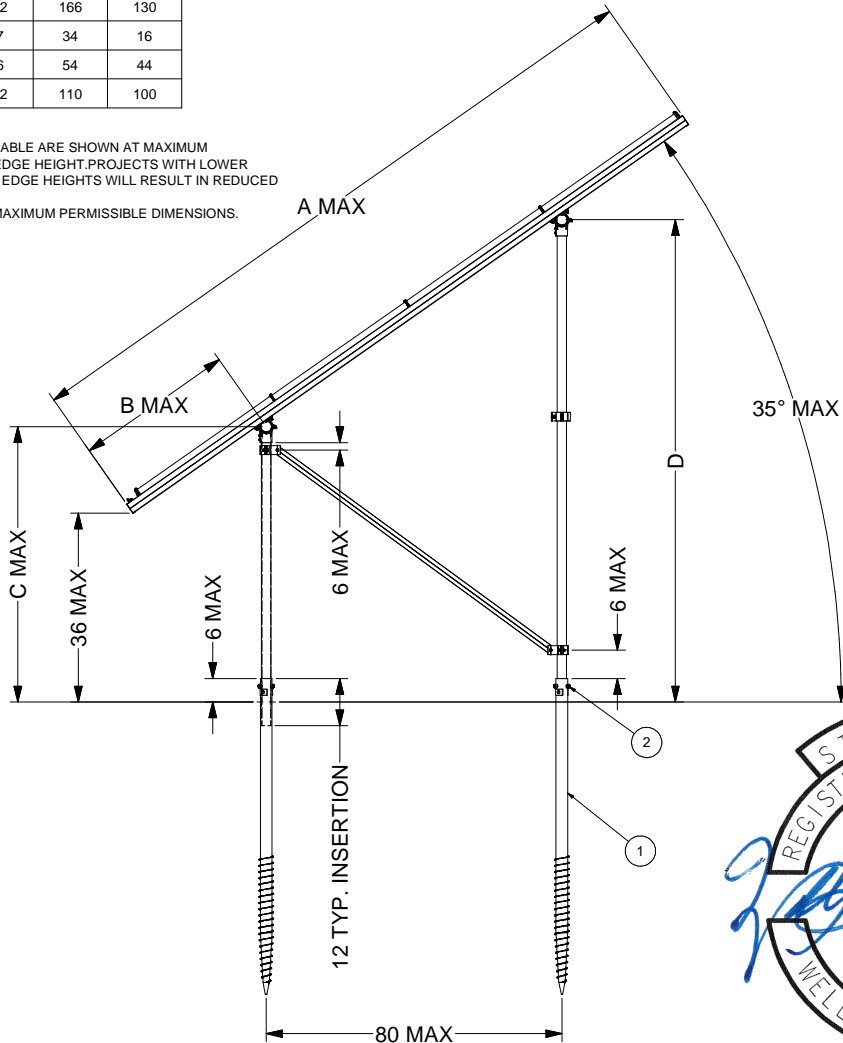 2 166 130
7 34 16
6 54 44
2 110 100
ABLE ARE SHOWN AT MAXIMUM
EDGE HEIGHT.PROJECTS WITH LOWER
EDGE HEIGHTS WILL RESULT IN REDUCED
MAXIMUM PERMISSIBLE DIMENSIONS.
A MAX
B MAX
35° MAX
C MAX
36 MAX
6 MAX
6 MAX
D
6 MAX
2
12 TYP. INSERTION
1
80 MAX
ST
REGIST
WELL